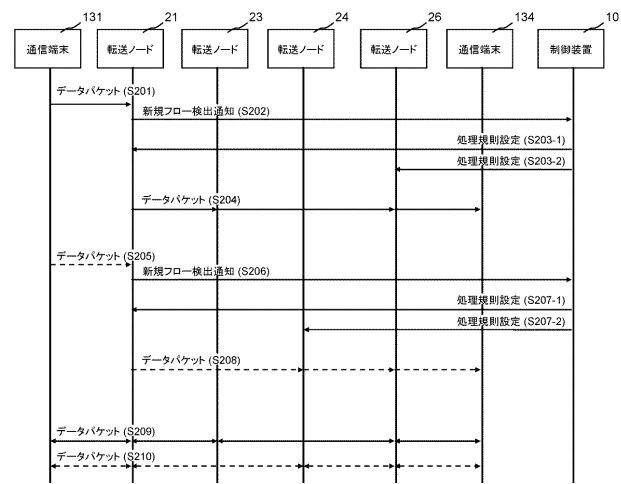 131 21 23 24 26 134 10
通信端末 転送ノード 転送ノード 転送ノード 転送ノード 通信端末 制御装置
データパケット (S201)
新規フロー検出通知 (S202)
処理規則設定 (S203-1)
処理規則設定 (S203-2)
データパケット (S204)
データパケット (S205)
新規フロー検出通知 (S206)
処理規則設定 (S207-1)
処理規則設定 (S207-2)
データパケット (S208)
データパケット (S209)
データパケット (S210)